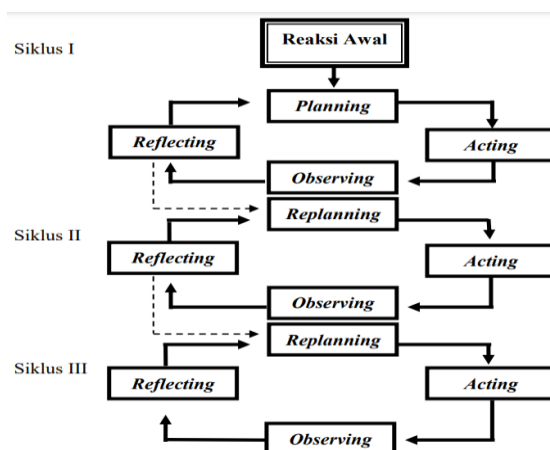 Reaksi Awal
Siklus I
Planning
Reflecting
Acting
Observing
Replanning
Siklus II
Reflecting
Acting
Observing
Replanning
Siklus III
Reflecting
Acting
Observing